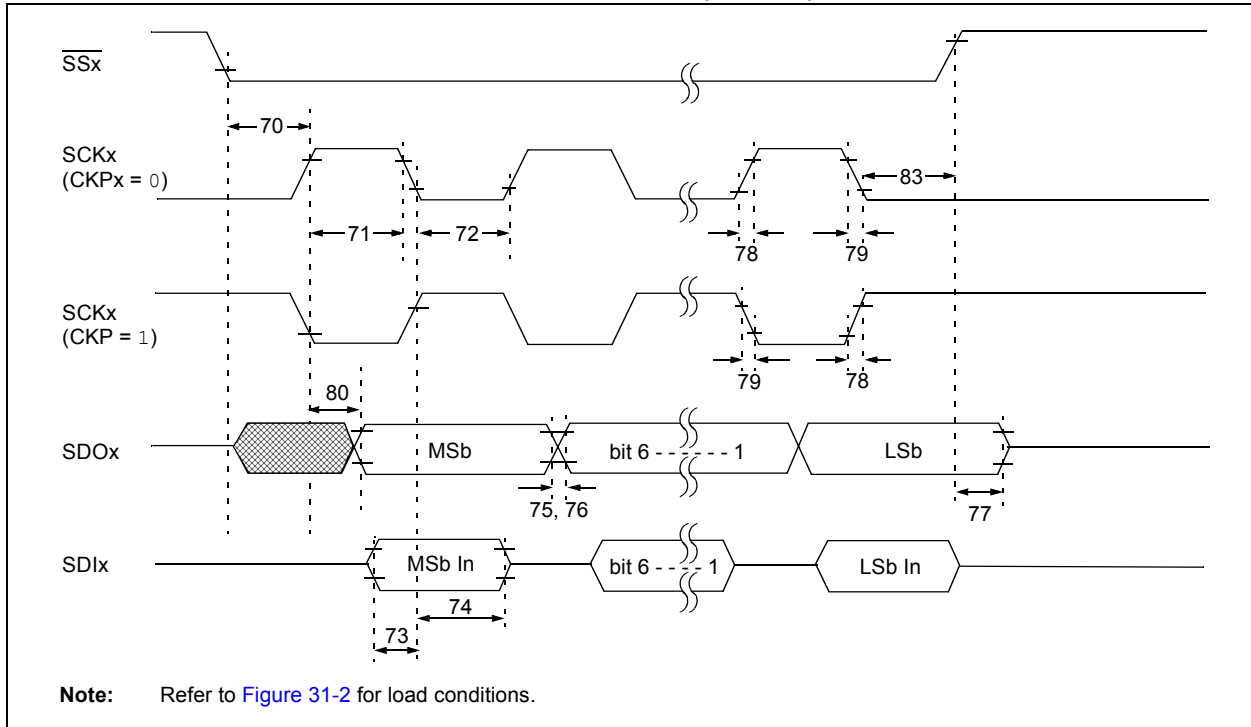 SSx
70
SCKx
(CKPx = 0)
83
71
72
78
79
SCKx
(CKP = 1)
79
78
80
SDOx
MSb
bit 6 - - - - - - 1
LSb
75, 76
77
SDIx
MSb In
bit 6 - - - - 1
LSb In
74
73
Note: Refer to Figure 31-2 for load conditions.